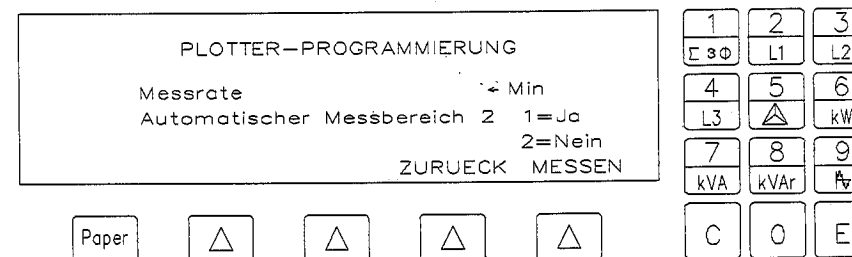 PLOTTER-PROGRAMMIERUNG
Messrate Min
Automatischer Messbereich 2 1=Ja
2=Nein
ZURUECK MESSEN
Paper
1 2 3
Σ3Φ L1 L2
4 5 6
L3 kW
7 8 9
kVA kVAr
C 0 E